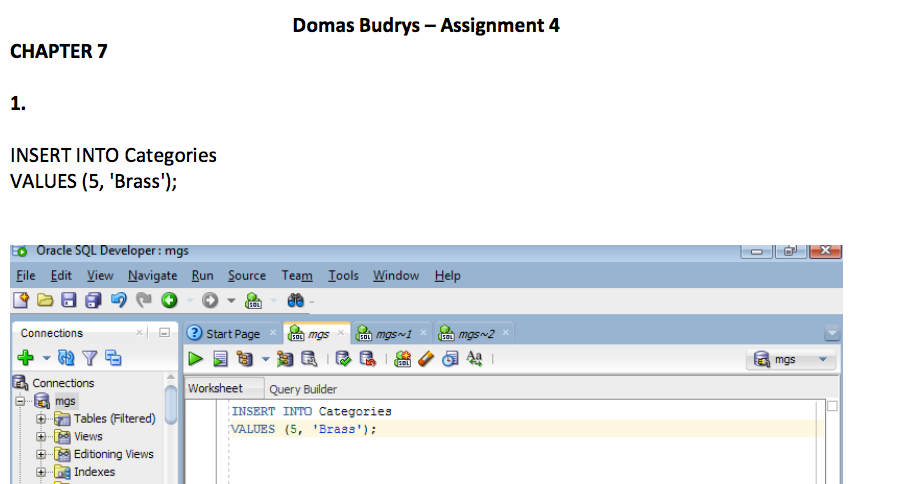 Domas Budrys – Assignment 4
CHAPTER 7
1.
INSERT INTO Categories
VALUES (5, 'Brass');
Oracle SQL Developer : mgs
File Edit View Navigate Run Source Team Tools Window Help
Connections
Start Page mgs mgs~1 mgs~2
mgs
Connections
Worksheet Query Builder
mgs
Tables (Filtered)
Views
Editioning Views
Indexes
INSERT INTO Categories
VALUES (5, 'Brass');